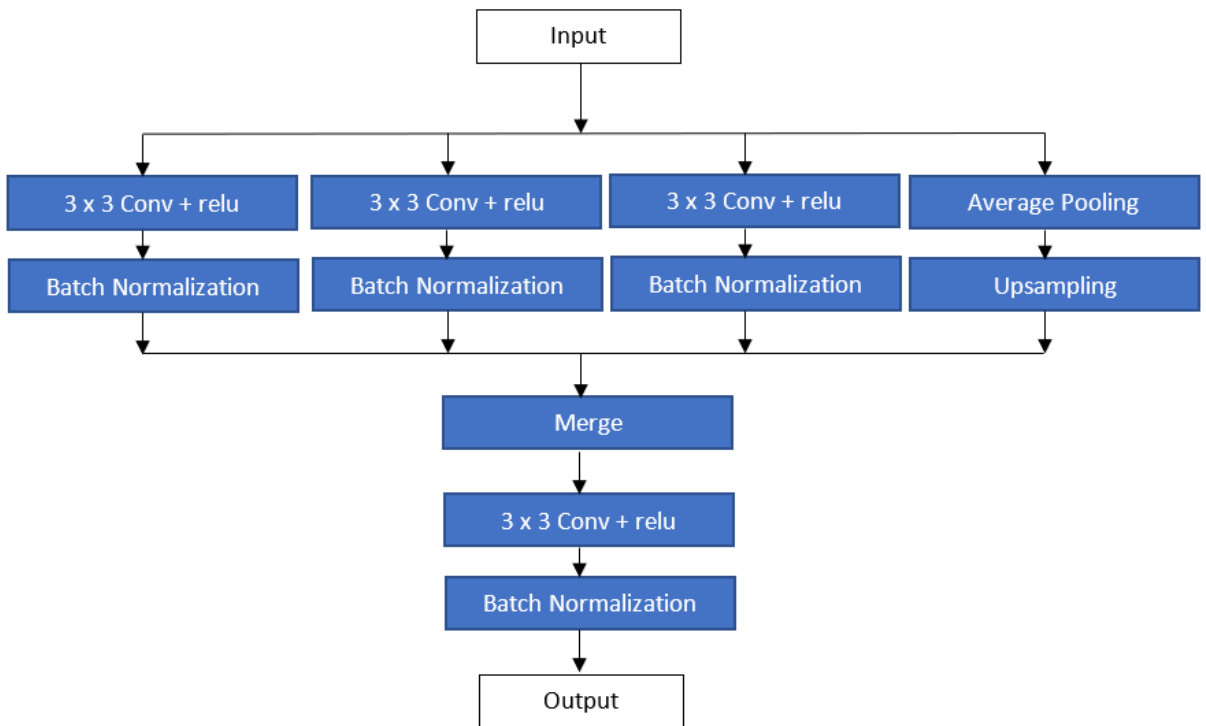 Input
3 x 3 Conv + relu
3 x 3 Conv + relu
3 x 3 Conv + relu
Average Pooling
Batch Normalization
Batch Normalization
Batch Normalization
Upsampling
Merge
3 x 3 Conv + relu
Batch Normalization
Output